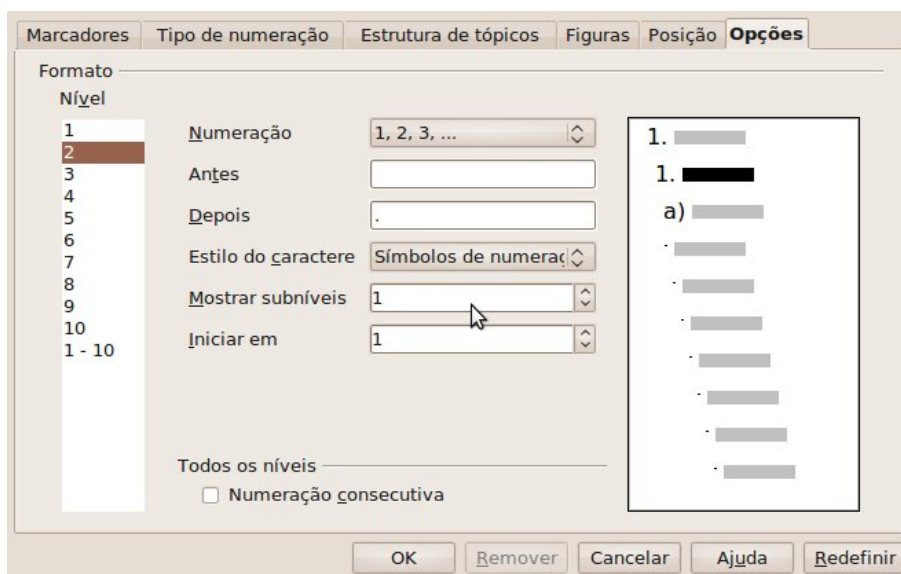 Marcadores Tipo de numeração Estrutura de tópicos Figuras Posição Opções
Formato
Nível
1
2
3
4
5
6
7
8
9
10
1 - 10
Numeração 1, 2, 3, ...
Antes
Depois .
Estilo do caractere Símbolos de numeraç
Mostrar subníveis 1
Iniciar em 1
Todos os níveis
Numeração consecutiva
1.
1.
a)
OK Remover Cancelar Ajuda Redefinir